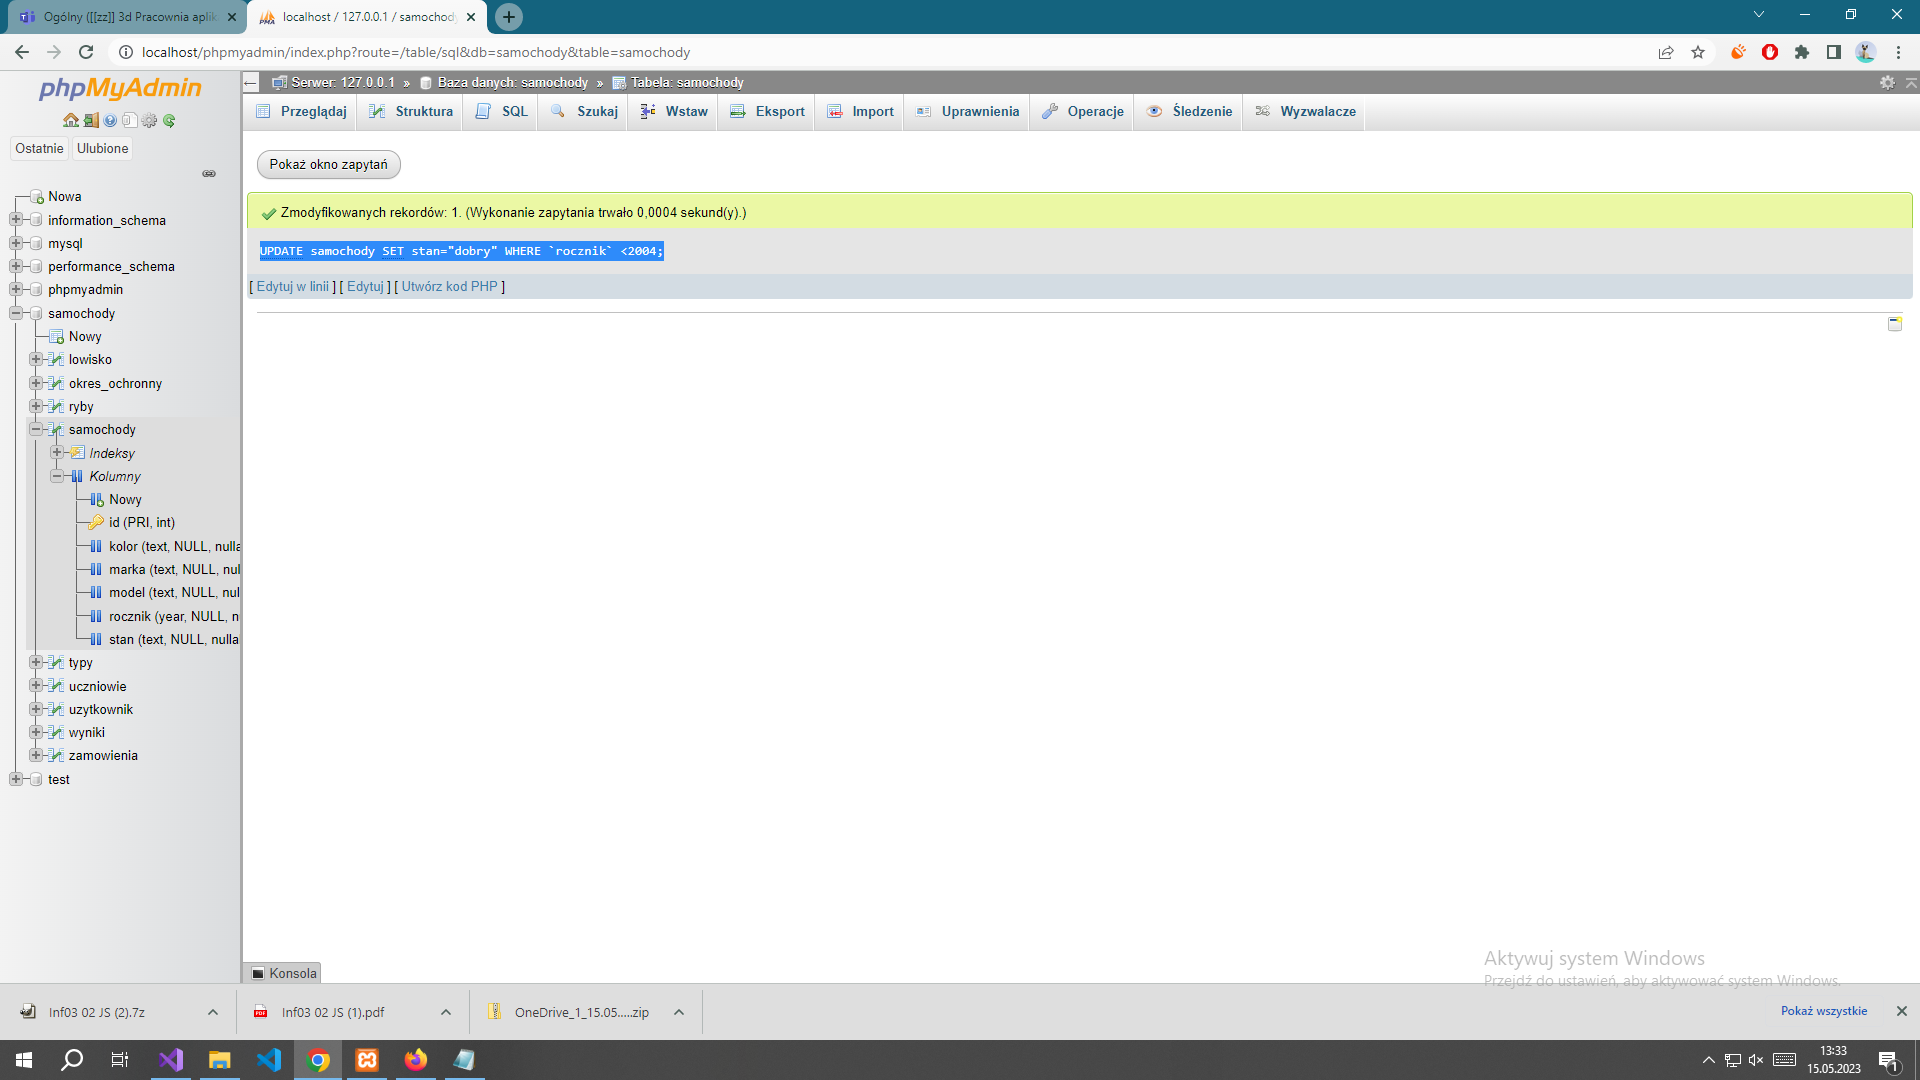 Ogólny ([[zz]] 3d Pracownia aplik
localhost / 127.0.0.1 / samochody
localhost/phpmyadmin/index.php?route=/table/sql&db=samochody&table=samochody
phpMyAdmin
Ostatnie
Ulubione
Nowa
information_schema
mysql
performance_schema
phpmyadmin
samochody
Nowy
lowisko
okres_ochronny
ryby
samochody
Indeksy
Kolumny
Nowy
id (PRI, int)
kolor (text, NULL, nulla
marka (text, NULL, nul
model (text, NULL, nul
rocznik (year, NULL, n
stan (text, NULL, nulla
typy
uczniowie
uzytkownik
wyniki
zamowienia
test
Serwer: 127.0.0.1 » Baza danych: samochody » Tabela: samochody
Przeglądaj
Struktura
SQL
Szukaj
Wstaw
Eksport
Import
Uprawnienia
Operacje
Śledzenie
Wyzwalacze
Pokaż okno zapytań
Zmodyfikowanych rekordów: 1. (Wykonanie zapytania trwało 0,0004 sekund(y).)
UPDATE samochody SET stan="dobry" WHERE `rocznik` <2004;
[ Edytuj w linii ] [ Edytuj ] [ Utwórz kod PHP ]
Konsola
Aktywuj system Windows
Przejdź do ustawień, aby aktywować system Windows.
Inf03 02 JS (2).7z
Inf03 02 JS (1).pdf
OneDrive_1_15.05.....zip
Pokaż wszystkie
13:33
15.05.2023
1